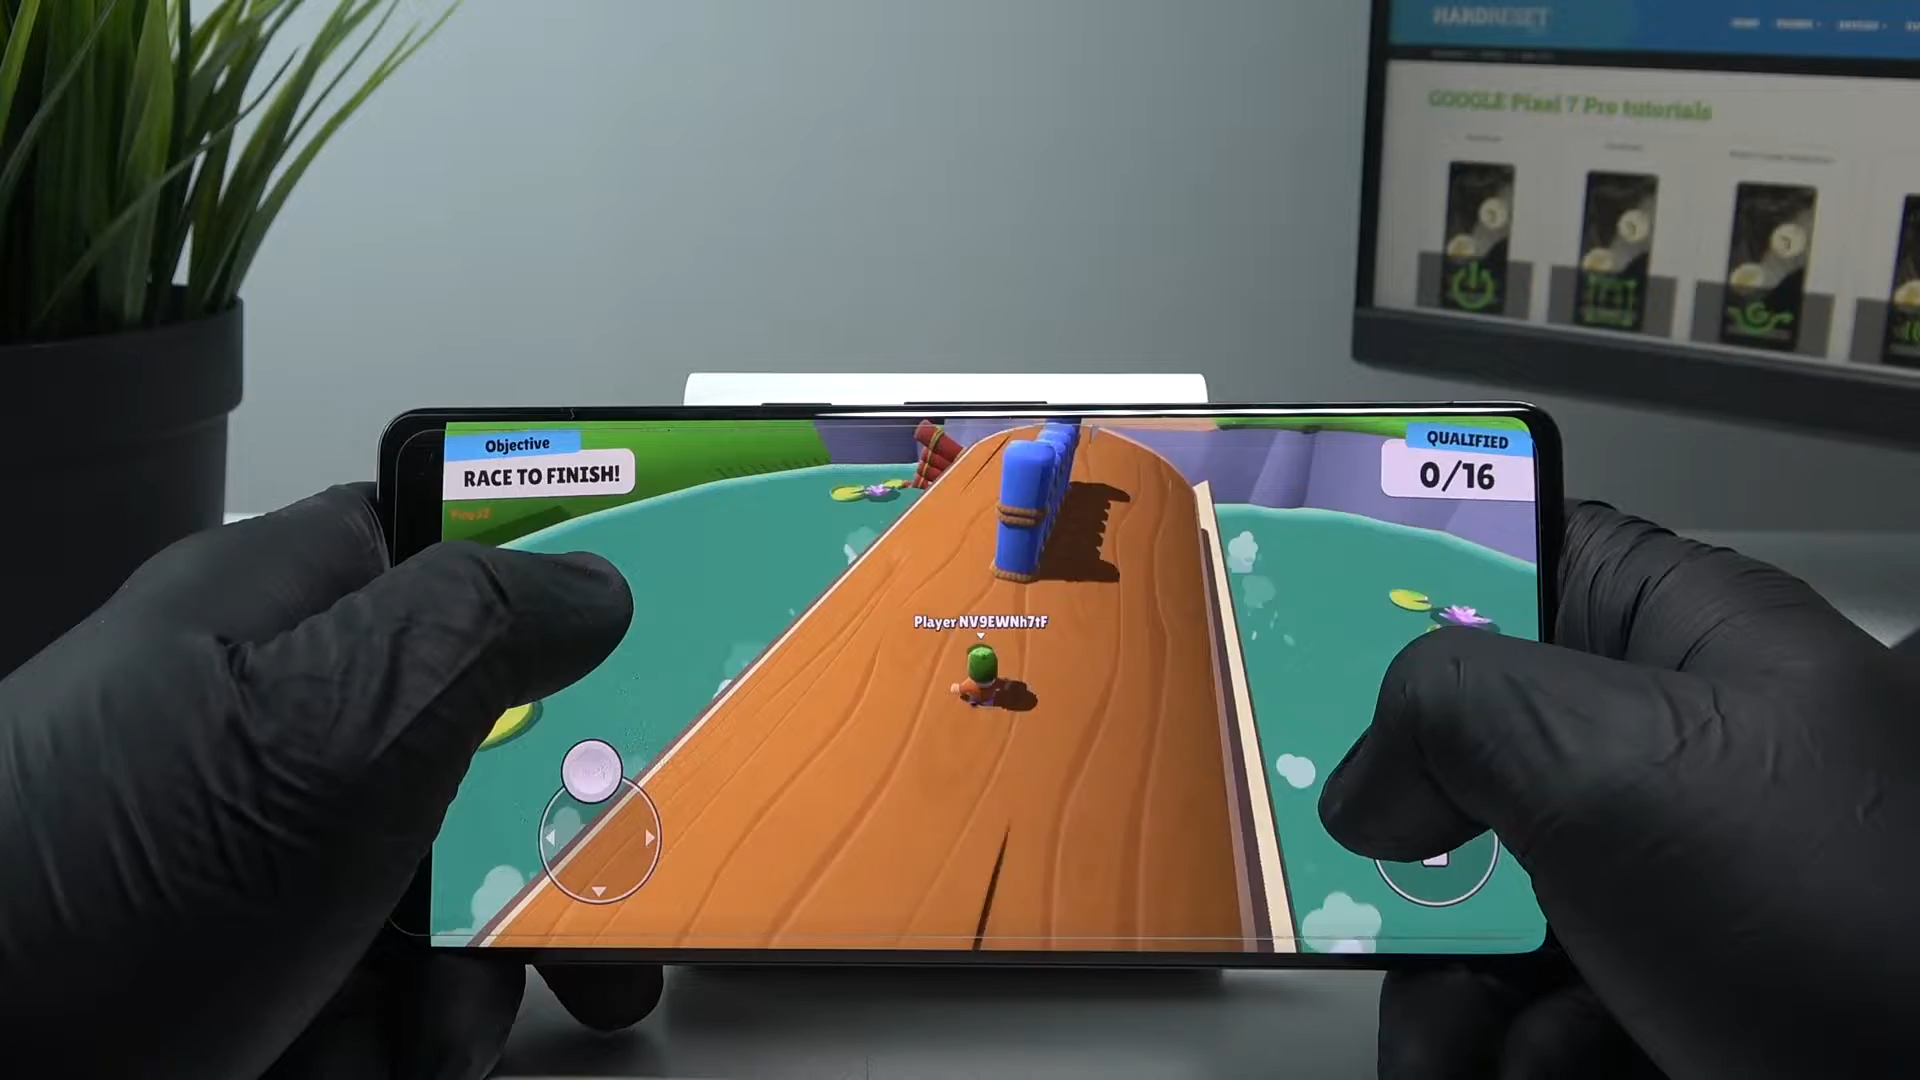 HARDRESET
GOOGLE Pixel 7 Pro tutorials
Objective
RACE TO FINISH!
QUALIFIED
0/16
Player NV9EWNh7tF